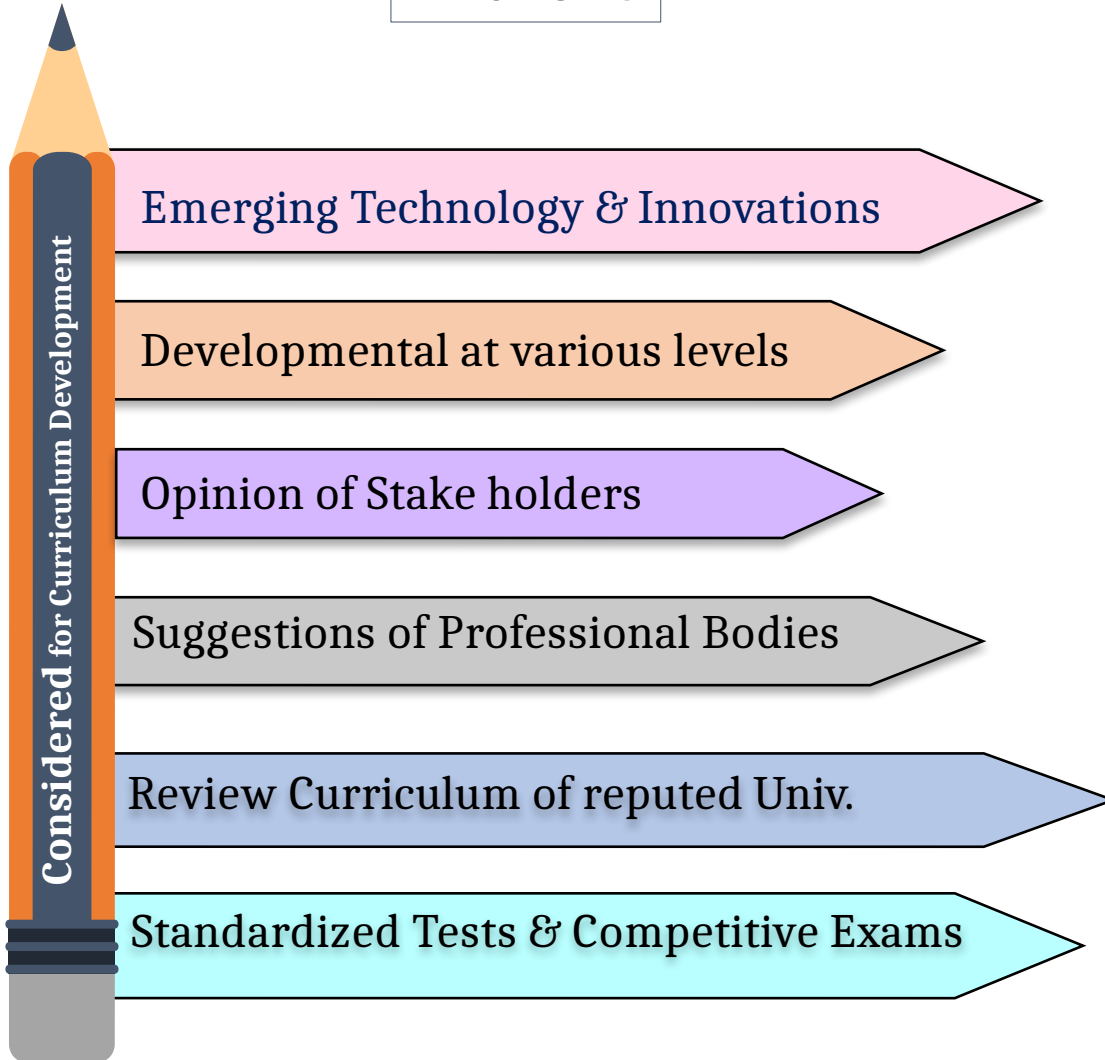 Considered for Curriculum Development
Emerging Technology & Innovations
Developmental at various levels
Opinion of Stake holders
Suggestions of Professional Bodies
Review Curriculum of reputed Univ.
Standardized Tests & Competitive Exams